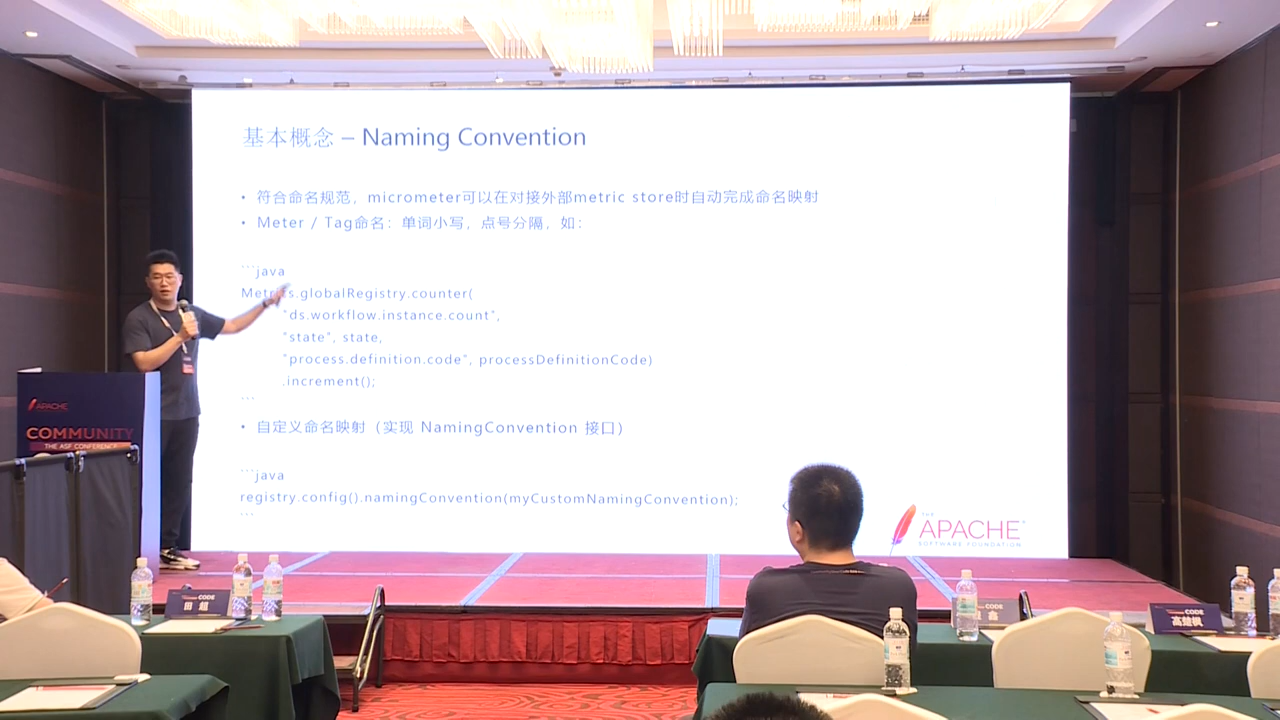 基本概念 – Naming Convention
• 符合命名规范，micrometer可以在对接外部metric store时自动完成命名映射
• Meter / Tag命名：单词小写，点号分隔，如：
```java
Metrics.globalRegistry.counter(
"ds.workflow.instance.count",
"state", state,
"process.definition.code", processDefinitionCode)
.increment();
```
• 自定义命名映射（实现 NamingConvention 接口）
```java
registry.config().namingConvention(myCustomNamingConvention);
```
THE
APACHE
SOFTWARE FOUNDATION
APACHE
COMMUNITY
THE ASF CONFERENCE
CODE
田 超
CODE
CODE
高楚枫